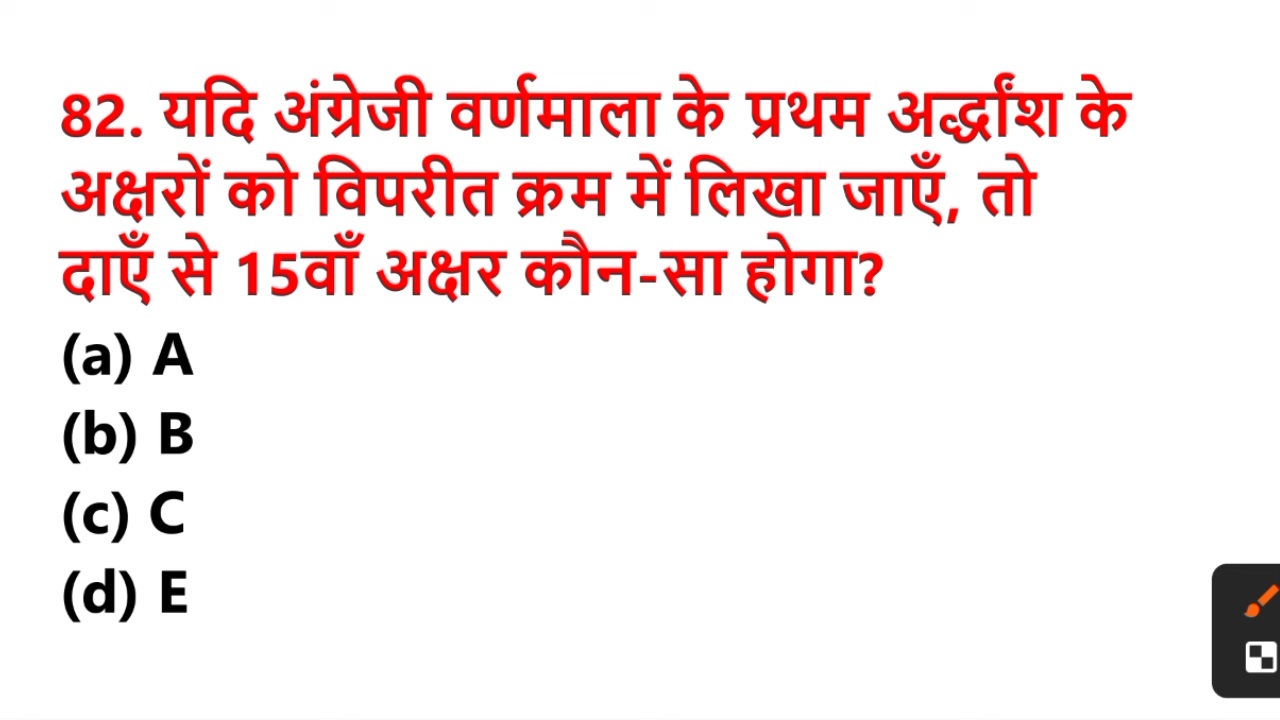 82. यदि अंग्रेजी वर्णमाला के प्रथम अर्द्धांश के
अक्षरों को विपरीत क्रम में लिखा जाएँ, तो
दाएँ से 15वाँ अक्षर कौन-सा होगा?
(a) A
(b) B
(c) C
(d) E